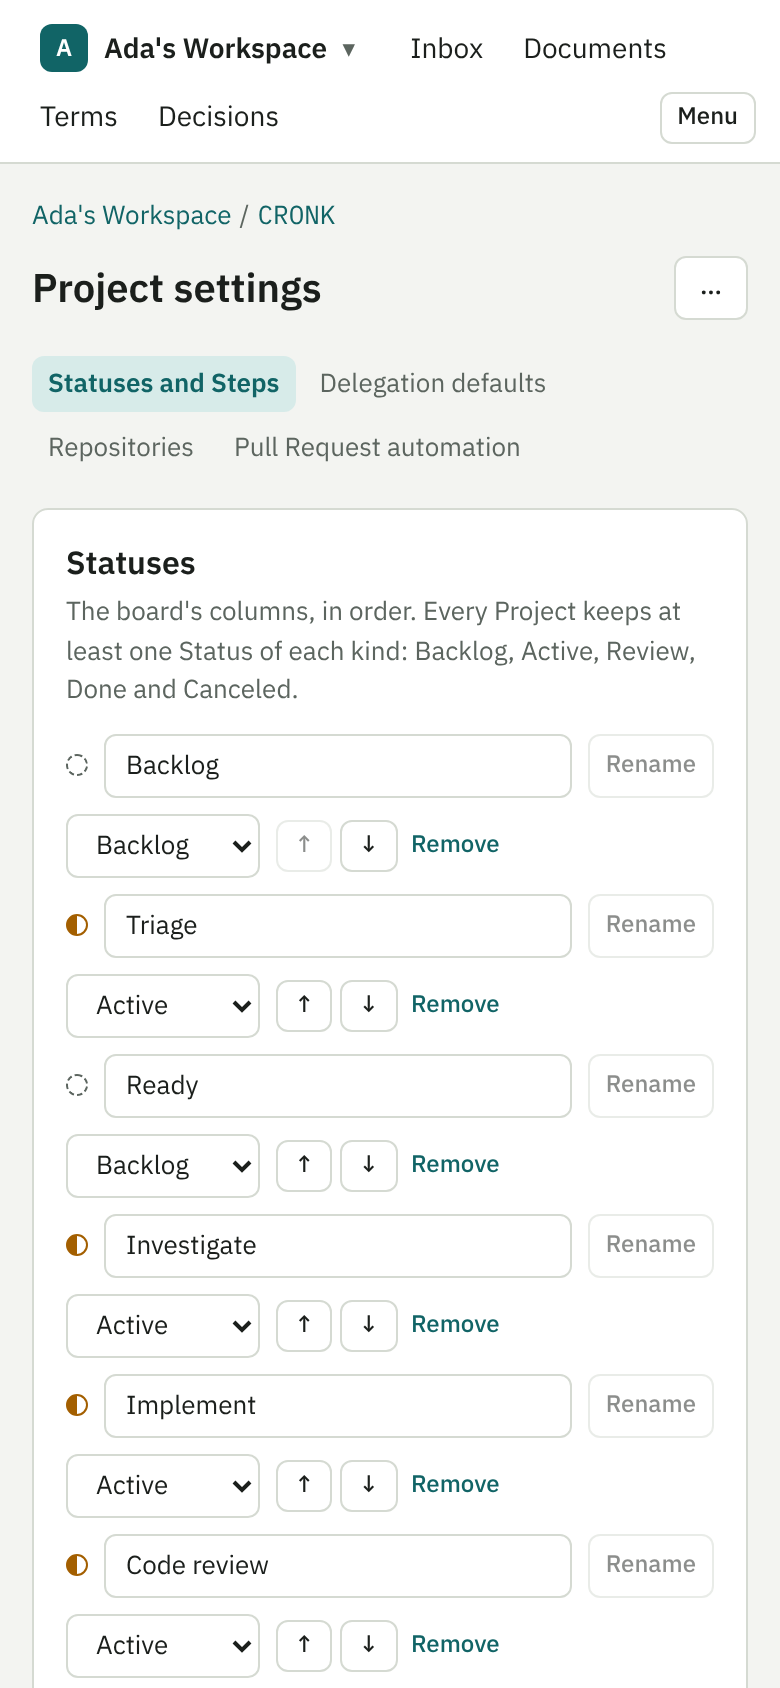 A Ada's Workspace ▼ Inbox Documents
Terms Decisions Menu
Ada's Workspace / CRONK
Project settings ...
Statuses and Steps Delegation defaults
Repositories Pull Request automation
Statuses
The board's columns, in order. Every Project keeps at
least one Status of each kind: Backlog, Active, Review,
Done and Canceled.
Backlog Rename
Backlog ↑ ↓ Remove
Triage Rename
Active ↑ ↓ Remove
Ready Rename
Backlog ↑ ↓ Remove
Investigate Rename
Active ↑ ↓ Remove
Implement Rename
Active ↑ ↓ Remove
Code review Rename
Active ↑ ↓ Remove